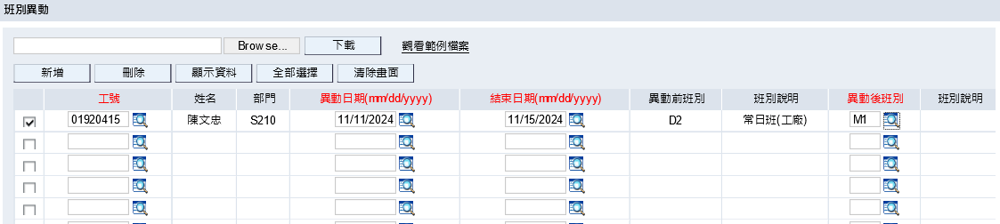 班別異動
Browse... 下載 觀看範例檔案
新增 刪除 顯示資料 全部選擇 清除畫面
工號 姓名 部門 異動日期(mm/dd/yyyy) 結束日期(mm/dd/yyyy) 異動前班別 班別說明 異動後班別 班別說明
01920415 陳文忠 S210 11/11/2024 11/15/2024 D2 常日班(工廠) M1